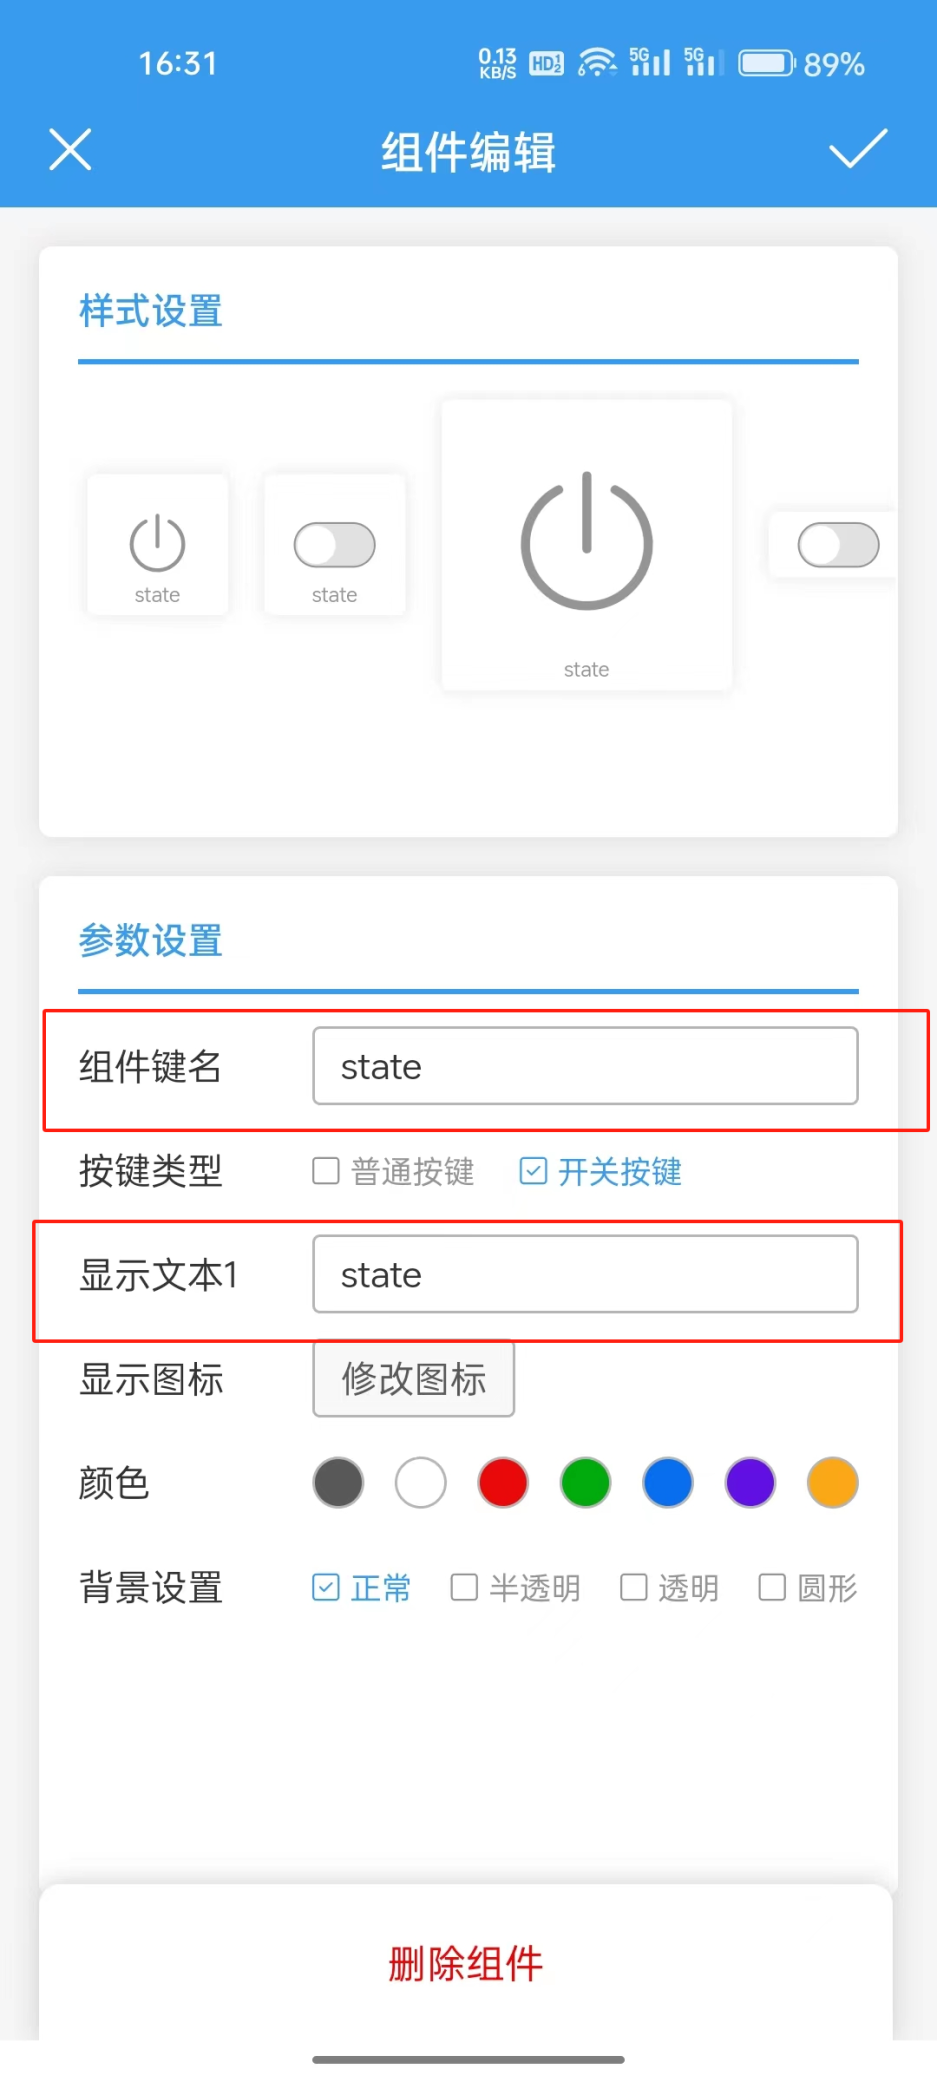 16:31 0.13 KB/S HD 1 2 5G 5G 89%
组件编辑
样式设置
state state state
参数设置
组件键名 state
按键类型 普通按键 开关按键
显示文本1 state
显示图标 修改图标
颜色
背景设置 正常 半透明 透明 圆形
删除组件